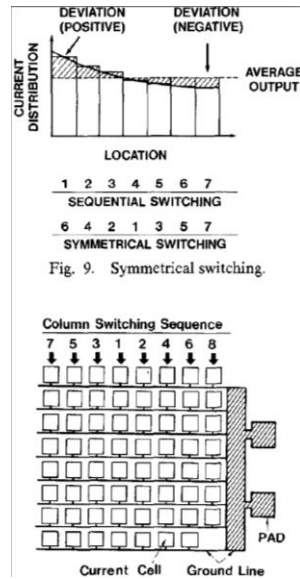 DEVIATION DEVIATION
(POSITIVE) (NEGATIVE)
CURRENT
DISTRIBUTION
AVERAGE
OUTPUT
LOCATION
1 2 3 4 5 6 7
SEQUENTIAL SWITCHING
6 4 2 1 3 5 7
SYMMETRICAL SWITCHING
Fig. 9. Symmetrical switching.
Column Switching Sequence
7 5 3 1 2 4 6 8
PAD
Current Cell Ground Line